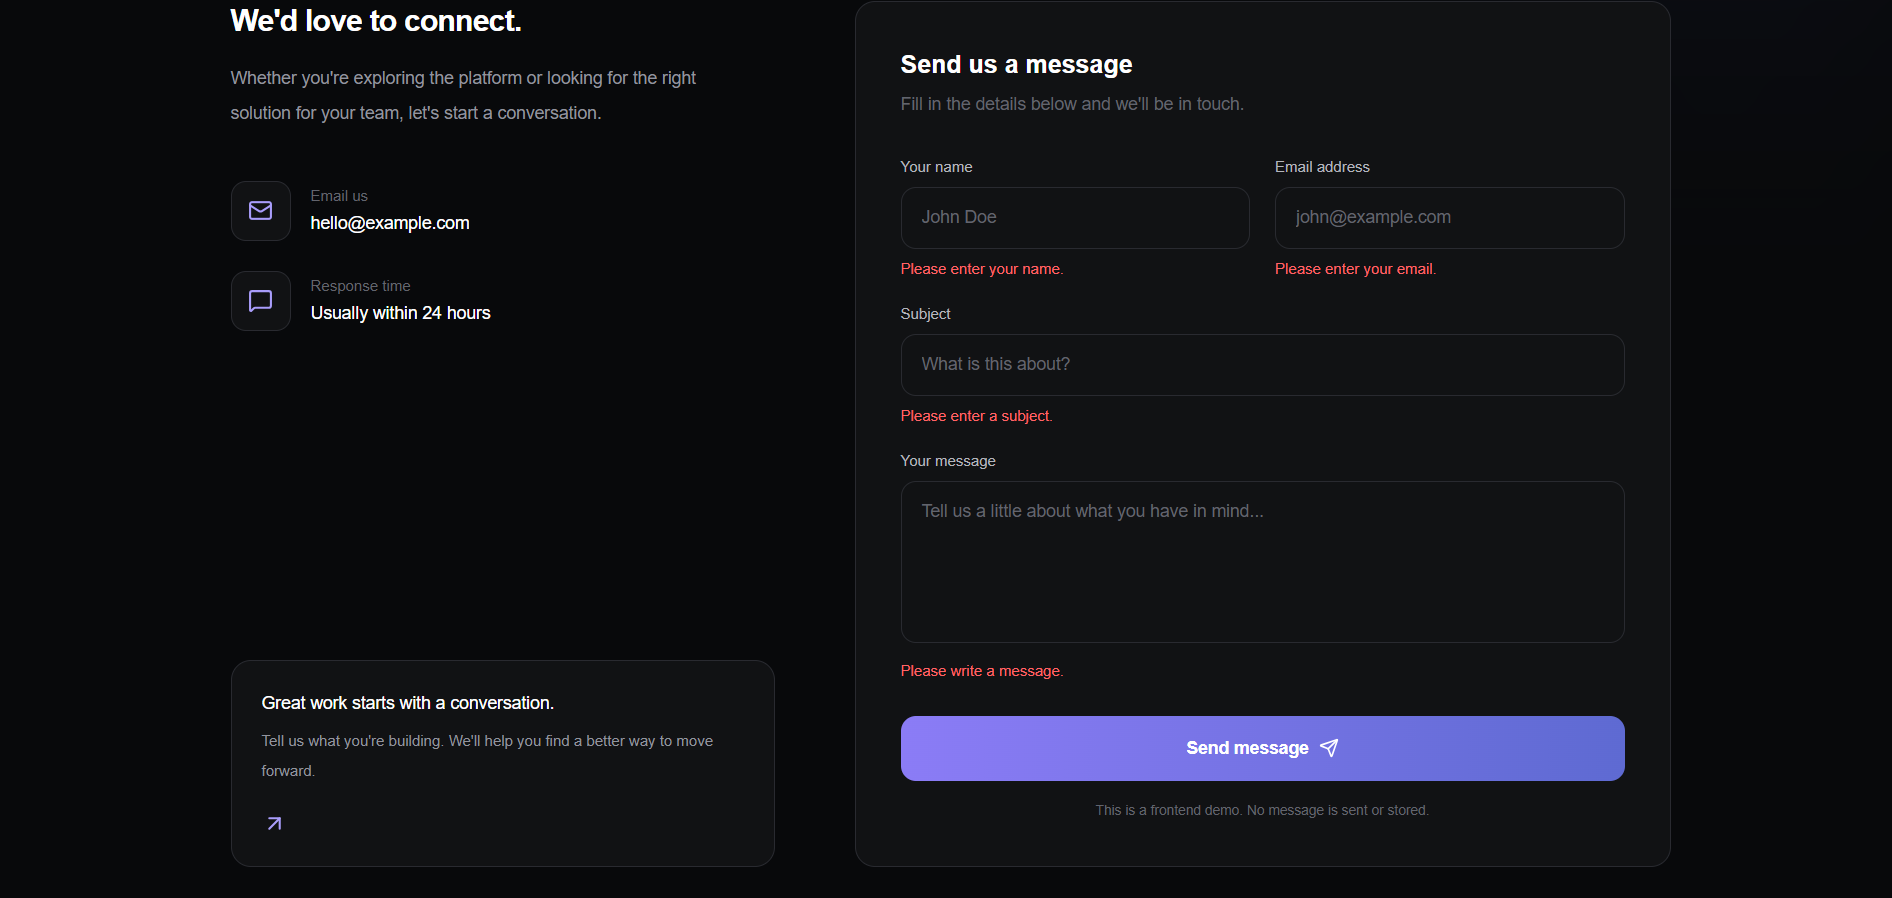 We'd love to connect.
Whether you're exploring the platform or looking for the right
solution for your team, let's start a conversation.
Email us
hello@example.com
Response time
Usually within 24 hours
Great work starts with a conversation.
Tell us what you're building. We'll help you find a better way to move
forward.
Send us a message
Fill in the details below and we'll be in touch.
Your name
John Doe
Please enter your name.
Email address
john@example.com
Please enter your email.
Subject
What is this about?
Please enter a subject.
Your message
Tell us a little about what you have in mind...
Please write a message.
Send message
This is a frontend demo. No message is sent or stored.